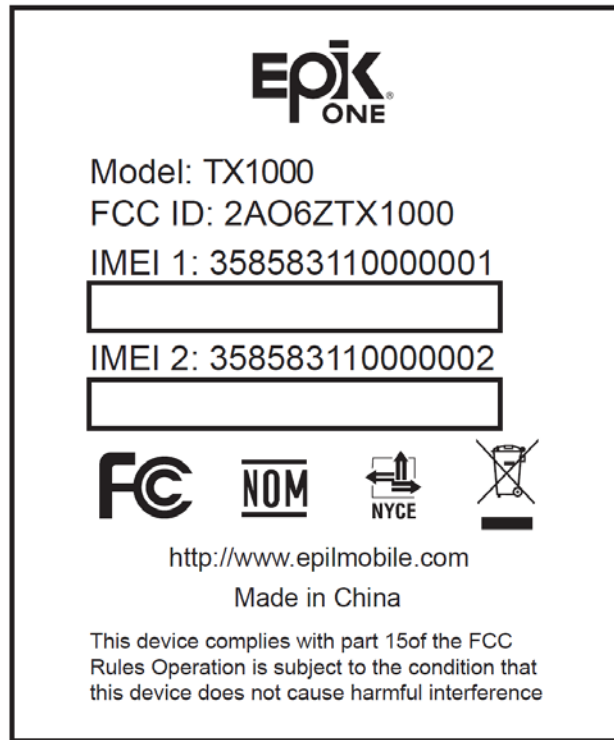 Epik®
ONE
Model: TX1000
FCC ID: 2AO6ZTX1000
IMEI 1: 358583110000001
IMEI 2: 358583110000002
FC NOM NYCE
http://www.epilmobile.com
Made in China
This device complies with part 15of the FCC
Rules Operation is subject to the condition that
this device does not cause harmful interference